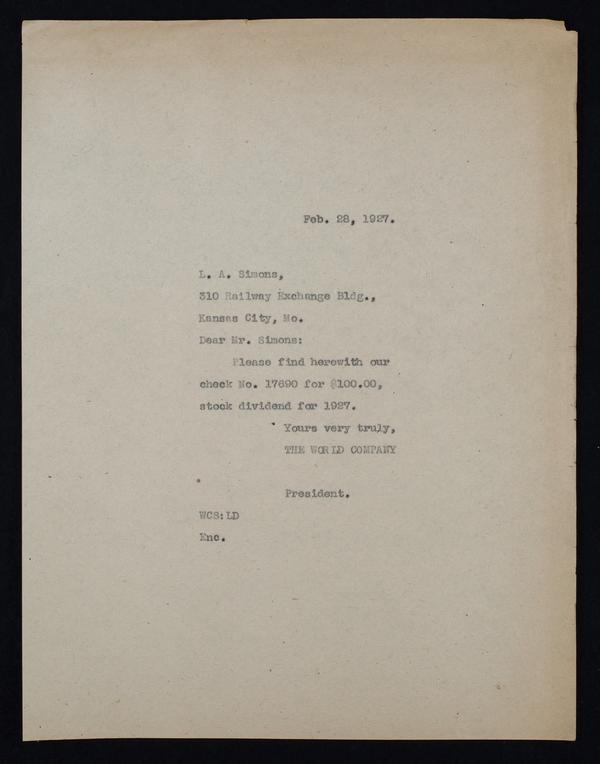 Feb. 28, 1927.
L. A. Simons,
310 Railway Exchange Bldg.,
Kansas City, Mo.
Dear Mr. Simons:
Please find herewith our
check No. 17690 for $100.00,
stock dividend for 1927.
Yours very truly,
THE WORLD COMPANY
President.
WCS:LD
Enc.